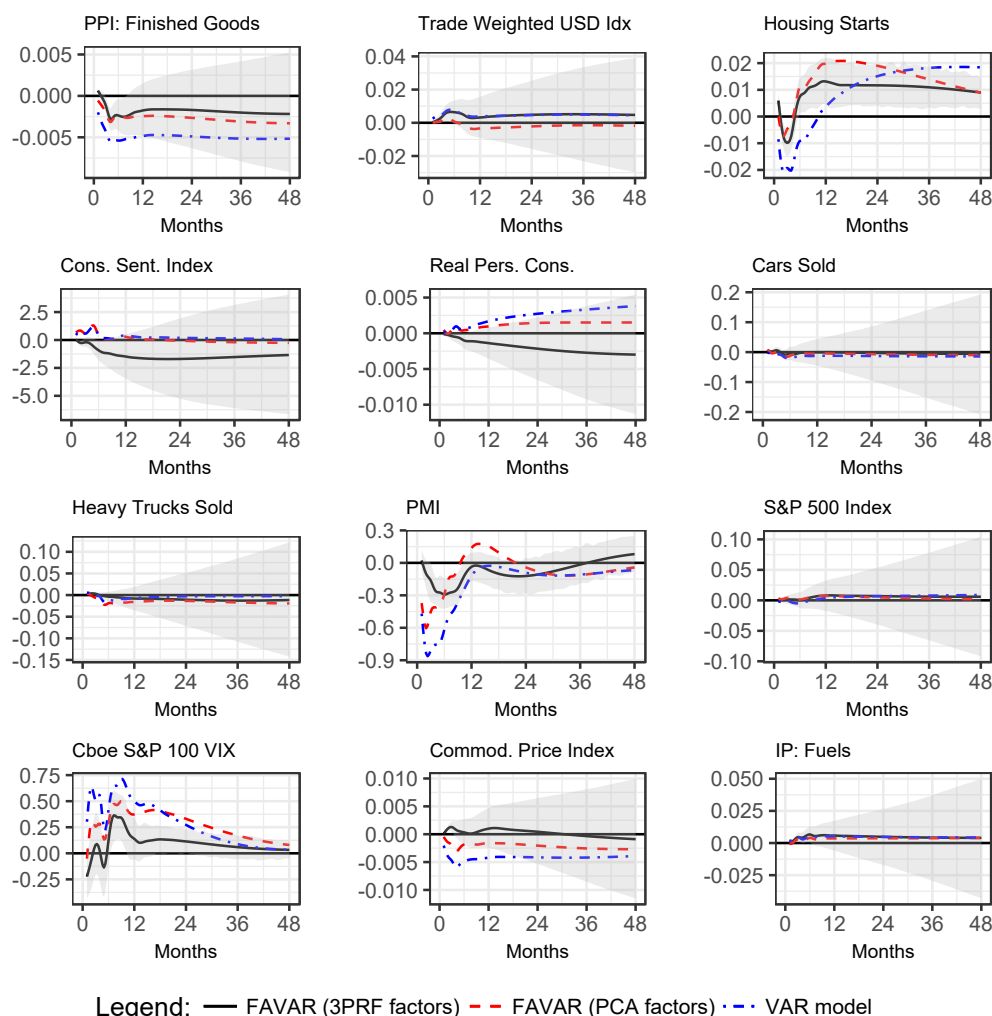 PPI: Finished Goods
0.005
0.000
-0.005
0 12 24 36 48
Months
Trade Weighted USD Idx
0.04
0.02
0.00
-0.02
0 12 24 36 48
Months
Housing Starts
0.02
0.01
0.00
-0.01
-0.02
0 12 24 36 48
Months
Cons. Sent. Index
2.5
0.0
-2.5
-5.0
0 12 24 36 48
Months
Real Pers. Cons.
0.005
0.000
-0.005
-0.010
0 12 24 36 48
Months
Cars Sold
0.2
0.1
0.0
-0.1
-0.2
0 12 24 36 48
Months
Heavy Trucks Sold
0.10
0.05
0.00
-0.05
-0.10
-0.15
0 12 24 36 48
Months
PMI
0.3
0.0
-0.3
-0.6
-0.9
0 12 24 36 48
Months
S&P 500 Index
0.10
0.05
0.00
-0.05
-0.10
0 12 24 36 48
Months
Cboe S&P 100 VIX
0.75
0.50
0.25
0.00
-0.25
0 12 24 36 48
Months
Commod. Price Index
0.010
0.005
0.000
-0.005
-0.010
0 12 24 36 48
Months
IP: Fuels
0.050
0.025
0.000
-0.025
0 12 24 36 48
Months
Legend: FAVAR (3PRF factors) FAVAR (PCA factors) VAR model